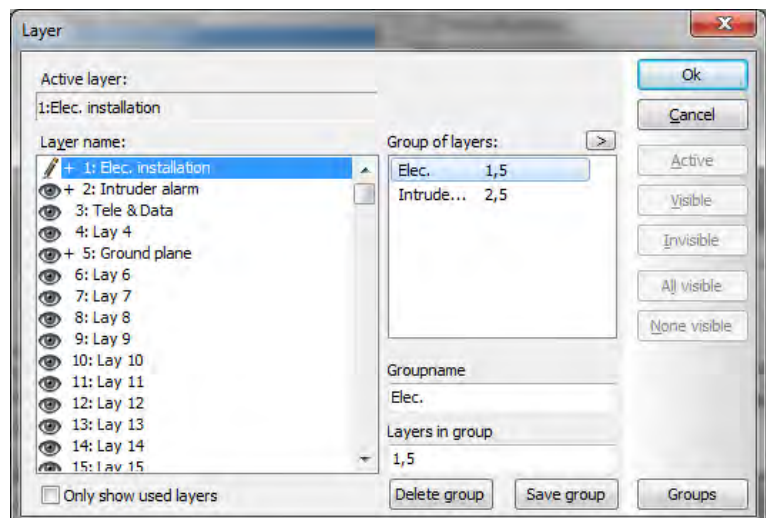 Layer
Active layer:
1:Elec. installation
Layer name:
+ 1: Elec. installation
+ 2: Intruder alarm
3: Tele & Data
4: Lay 4
+ 5: Ground plane
6: Lay 6
7: Lay 7
8: Lay 8
9: Lay 9
10: Lay 10
11: Lay 11
12: Lay 12
13: Lay 13
14: Lay 14
15: Lay 15
Only show used layers
Group of layers: >
Elec. 1,5
Intrude... 2,5
Groupname
Elec.
Layers in group
1,5
Delete group
Save group
Ok
Cancel
Active
Visible
Invisible
All visible
None visible
Groups